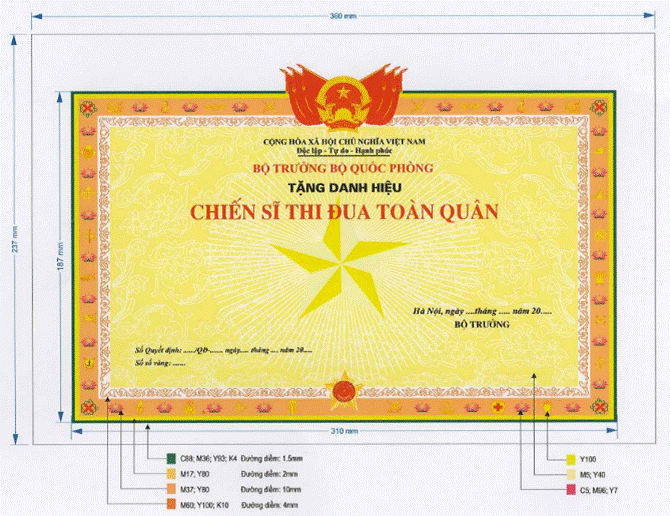 360 mm
CỘNG HÒA XÃ HỘI CHỦ NGHĨA VIỆT NAM
Độc lập - Tự do - Hạnh phúc
BỘ TRƯỞNG BỘ QUỐC PHÒNG
TẶNG DANH HIỆU
CHIẾN SĨ THI ĐUA TOÀN QUÂN
237 mm
187 mm
Hà Nội, ngày ....tháng ..... năm 20.....
BỘ TRƯỞNG
Số Quyết định: ....../QĐ-....... ngày.... tháng .... năm 20....
Số sổ vàng: ......
310 mm
C88; M36; Y93; K4 Đường diềm: 1.5mm
M17; Y80 Đường diềm: 2mm
M37; Y80 Đường diềm: 10mm
M60; Y100; K10 Đường diềm: 4mm
Y100
M5; Y40
C5; M96; Y7